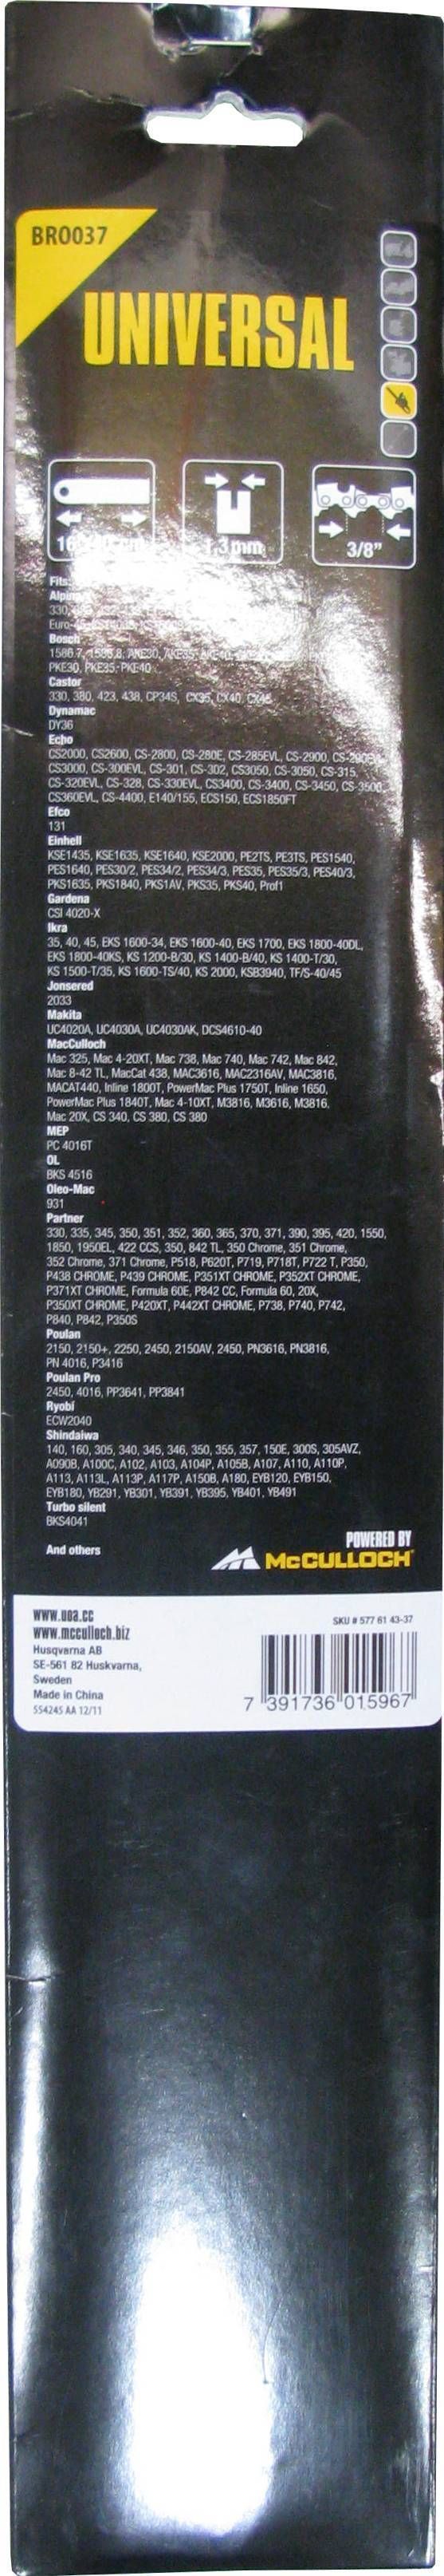 BRO037
UNIVERSAL
3/8"
Fits:
330,
Bosch
PKE30, PKE35-PKE40
Castor
330, 380, 423, 438, CP34S, CX35, CX40, CX45
Dynamac
DY36
Echo
CS2000, CS2600, CS-2800, CS-280E, CS-285EVL, CS-2900,
CS3000, CS-300EVL, CS-301, CS-302, CS3050, CS-3050, CS-315,
CS-320EVL, CS-328, CS-330EVL, CS3400, CS-3400, CS-3450, CS-3500,
CS360EVL, CS-4400, E140/155, ECS150, ECS1850FT
Efco
131
Einhell
KSE1435, KSE1635, KSE1640, KSE2000, PE2TS, PE3TS, PES1540,
PES1640, PES30/2, PES34/2, PES34/3, PES35, PES35/3, PES40/3,
PKS1635, PKS1840, PKS1AV, PKS35, PKS40, Prof1
Gardena
CSI 4020-X
Ikra
35, 40, 45, EKS 1600-34, EKS 1600-40, EKS 1700, EKS 1800-40DL,
EKS 1800-40KS, KS 1200-B/30, KS 1400-B/40, KS 1400-T/30,
KS 1500-T/35, KS 1600-TS/40, KS 2000, KSB3940, TF/S-40/45
Jonsered
2033
Makita
UC4020A, UC4030A, UC4030AK, DCS4610-40
MacCulloch
Mac 325, Mac 4-20XT, Mac 738, Mac 740, Mac 742, Mac 842,
Mac 8-42 TL, MacCat 438, MAC3616, MAC2316AV, MAC3816,
MACAT440, Inline 1800T, PowerMac Plus 1750T, Inline 1650,
PowerMac Plus 1840T, Mac 4-10XT, M3816, M3616, M3816,
Mac 20X, CS 340, CS 380, CS 380
MEP
PC 4016T
OL
BKS 4516
Oleo-Mac
931
Partner
330, 335, 345, 350, 351, 352, 360, 365, 370, 371, 390, 395, 420, 1550,
1850, 1950EL, 422 CCS, 350, 842 TL, 350 Chrome, 351 Chrome,
352 Chrome, 371 Chrome, P518, P620T, P719, P718T, P722 T, P350,
P438 CHROME, P439 CHROME, P351XT CHROME, P352XT CHROME,
P371XT CHROME, Formula 60E, P842 CC, Formula 60, 20X,
P350XT CHROME, P420XT, P442XT CHROME, P738, P740, P742,
P840, P842, P350S
Poulan
2150, 2150+, 2250, 2450, 2150AV, 2450, PN3616, PN3816,
PN 4016, P3416
Poulan Pro
2450, 4016, PP3641, PP3841
Ryobi
ECW2040
Shindaiwa
140, 160, 305, 340, 345, 346, 350, 355, 357, 150E, 300S, 305AVZ,
A090B, A100C, A102, A103, A104P, A105B, A107, A110, A110P,
A113, A113L, A113P, A117P, A150B, A180, EYB120, EYB150,
EYB180, YB291, YB301, YB391, YB395, YB401, YB491
Turbo silent
BKS4041
And others
POWERED BY
McCULLOCH
www.uoa.cc
www.mcculloch.biz
Husqvarna AB
SE-561 82 Huskvarna,
Sweden
Made in China
554245 AA 12/11
SKU # 577 61 43-37
7 391736 015967